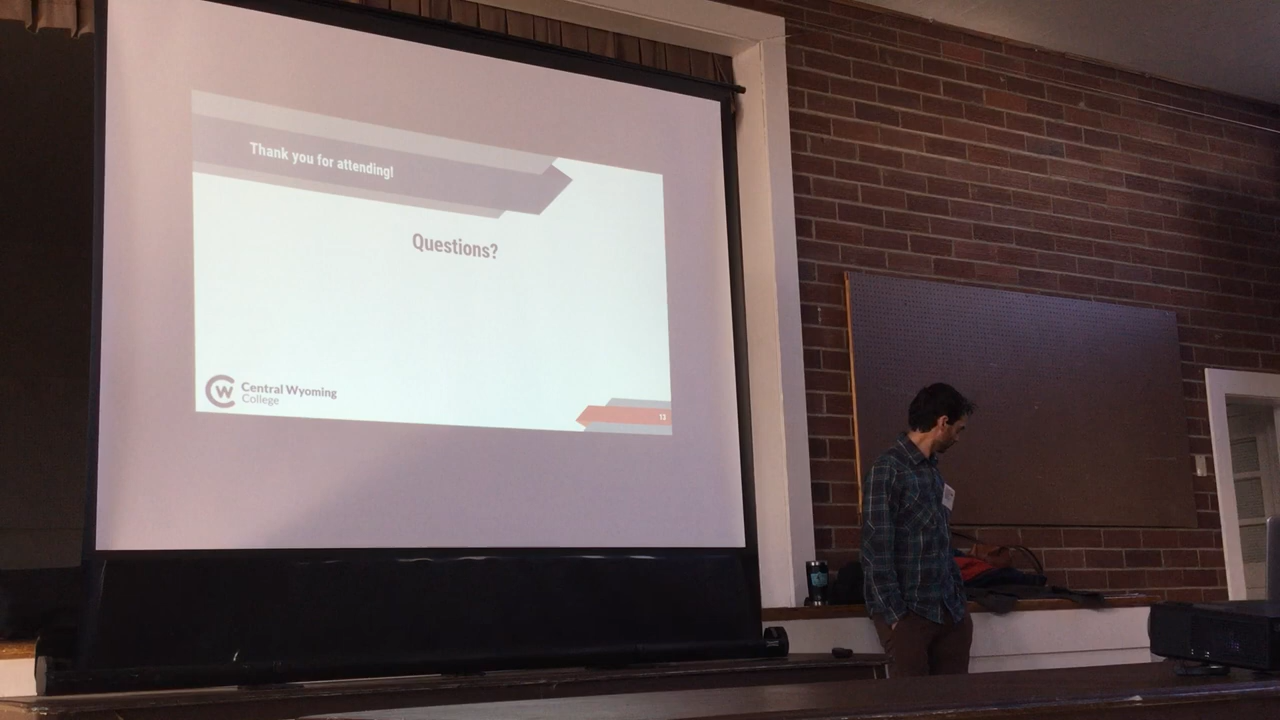 Thank you for attending!
Questions?
Central Wyoming
College
13